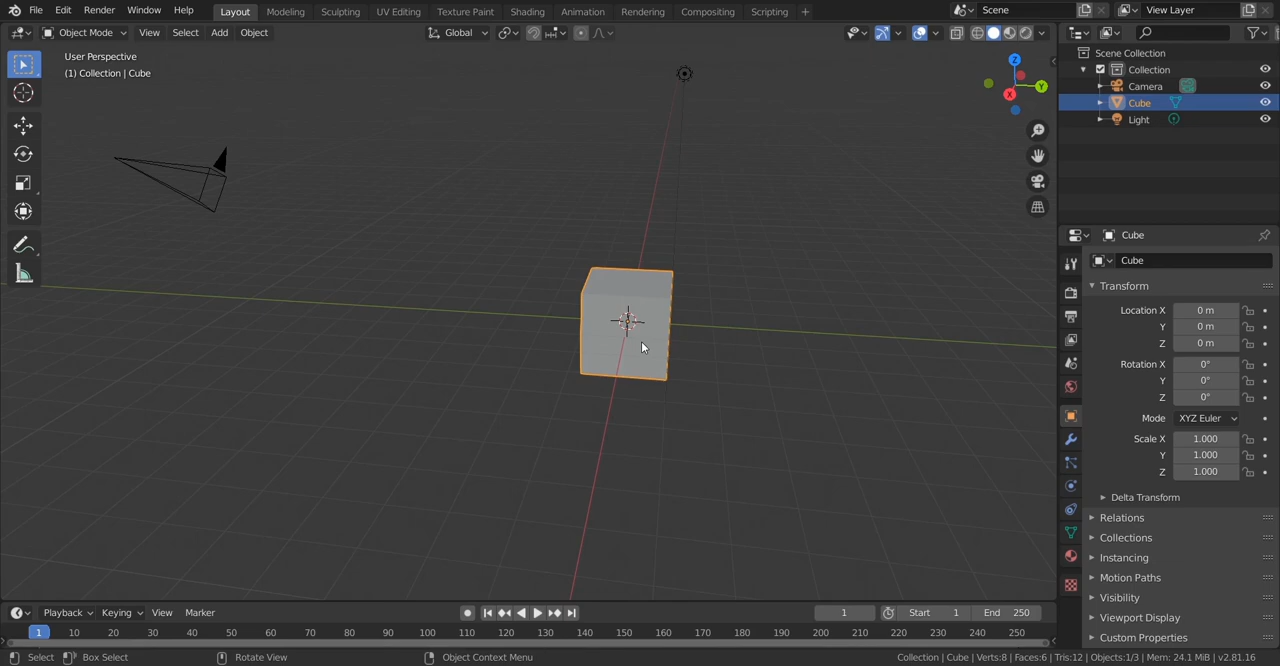 File Edit Render Window Help Layout Modeling Sculpting UV Editing Texture Paint Shading Animation Rendering Compositing Scripting + Scene View Layer
Object Mode View Select Add Object Global
User Perspective
(1) Collection | Cube
Z
Y
X
Scene Collection
Collection
Camera
Cube
Light
Cube
Cube
Transform
Location X 0 m
Y 0 m
Z 0 m
Rotation X 0°
Y 0°
Z 0°
Mode XYZ Euler
Scale X 1.000
Y 1.000
Z 1.000
Delta Transform
Relations
Collections
Instancing
Motion Paths
Visibility
Viewport Display
Custom Properties
Playback Keying View Marker 1 Start 1 End 250
1 10 20 30 40 50 60 70 80 90 100 110 120 130 140 150 160 170 180 190 200 210 220 230 240 250
Select Box Select Rotate View Object Context Menu Collection | Cube | Verts:8 | Faces:6 | Tris:12 | Objects:1/3 | Mem: 24.1 MiB | v2.81.16